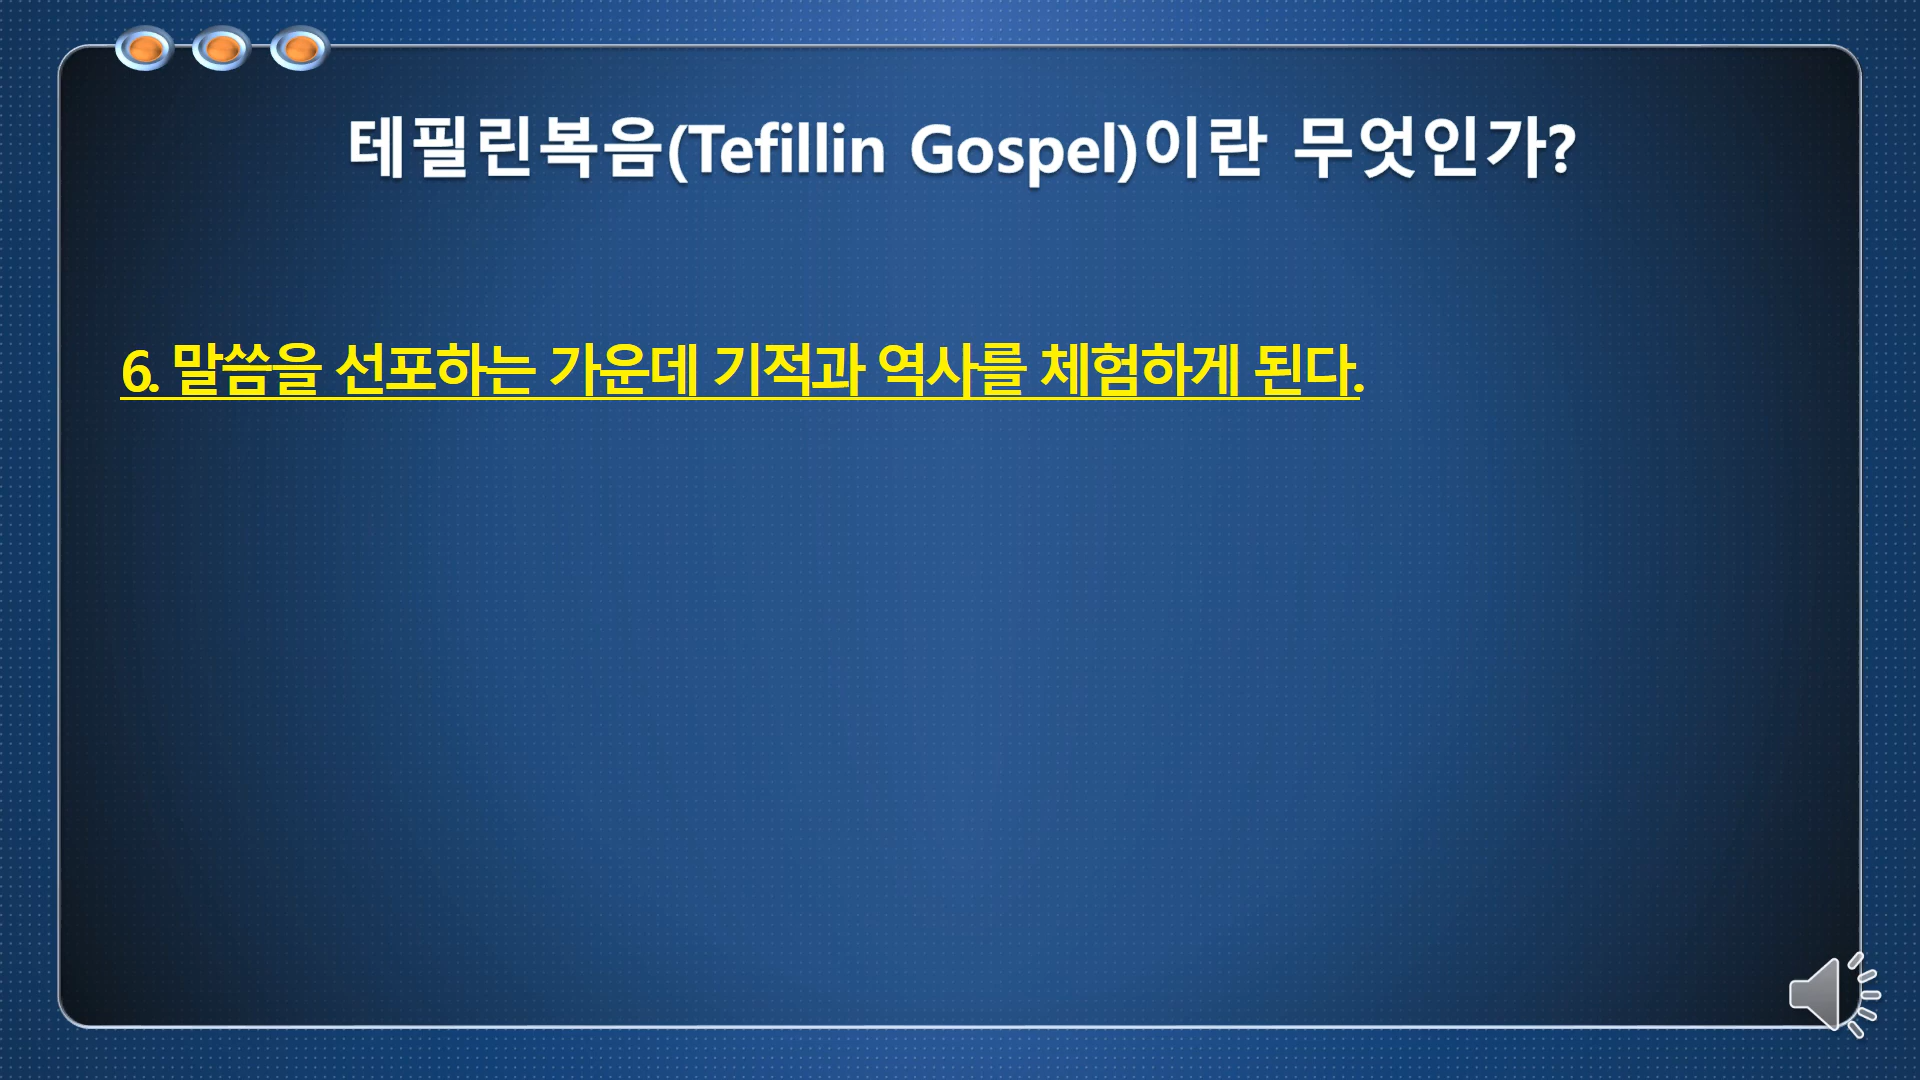 테필린복음(Tefillin Gospel)이란 무엇인가?
6. 말씀을 선포하는 가운데 기적과 역사를 체험하게 된다.